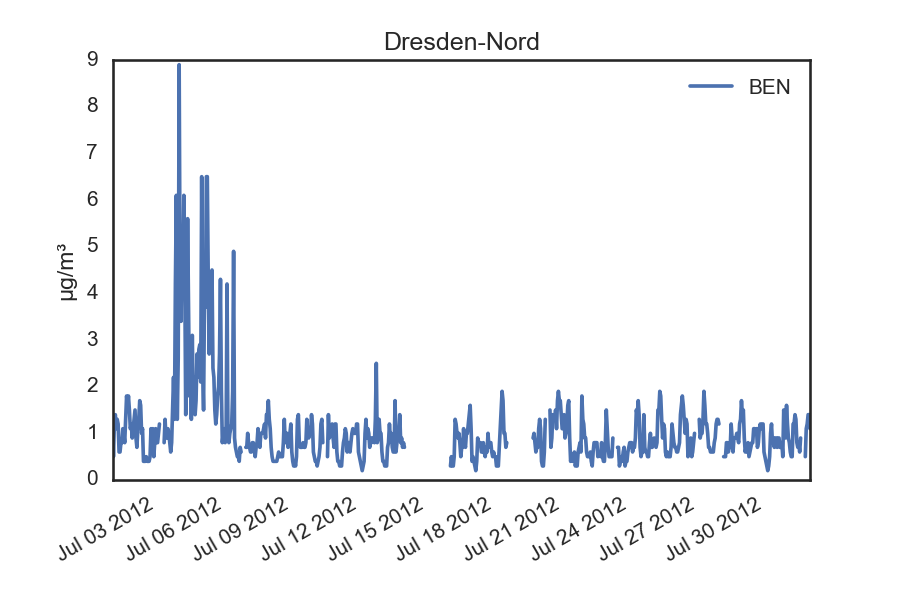 Dresden-Nord
BEN
µg/m³
9
8
7
6
5
4
3
2
1
0
Jul 03 2012
Jul 06 2012
Jul 09 2012
Jul 12 2012
Jul 15 2012
Jul 18 2012
Jul 21 2012
Jul 24 2012
Jul 27 2012
Jul 30 2012